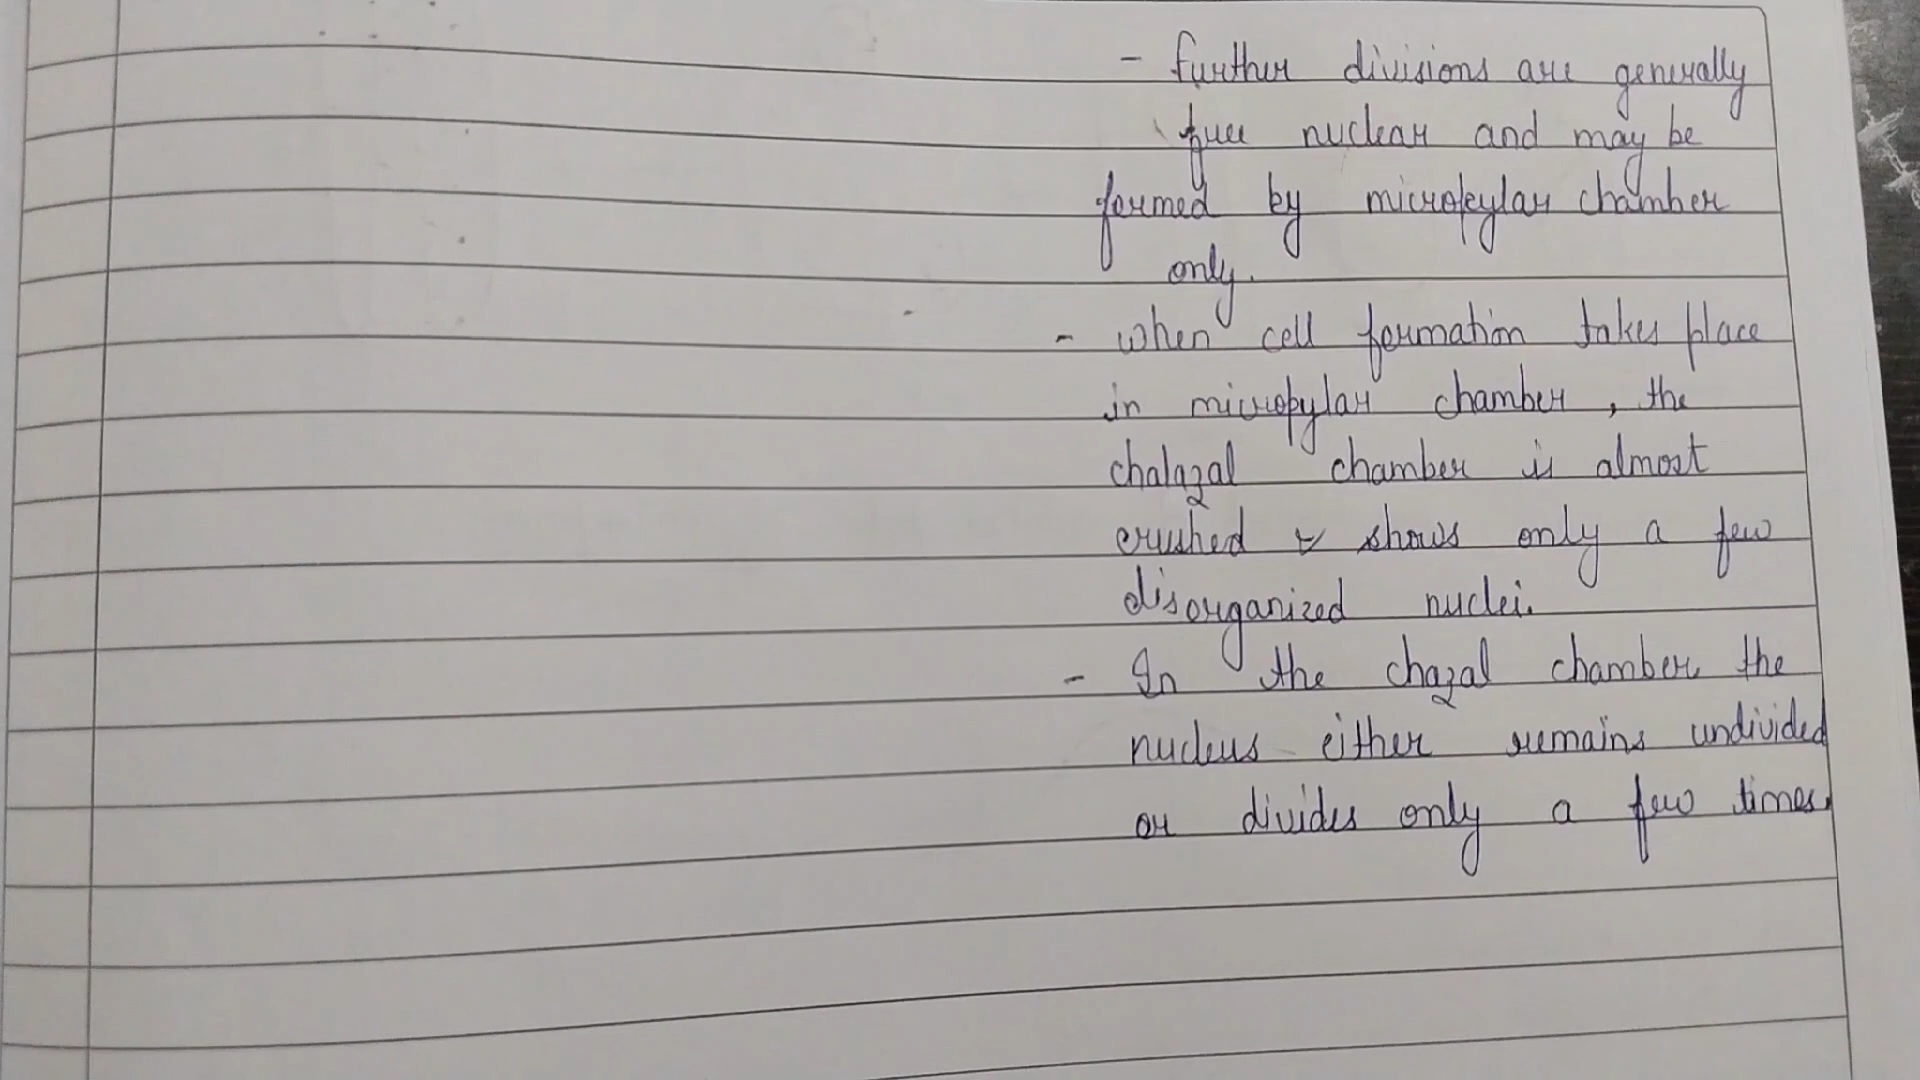 - further divisions are generally
free nuclear and may be
formed by micropylar chamber
only.
- when cell formation takes place
in micropylar chamber, the
chalazal chamber is almost
crushed & shows only a few
disorganized nuclei.
- In the chazal chamber the
nucleus either remains undivided
or divides only a few times.